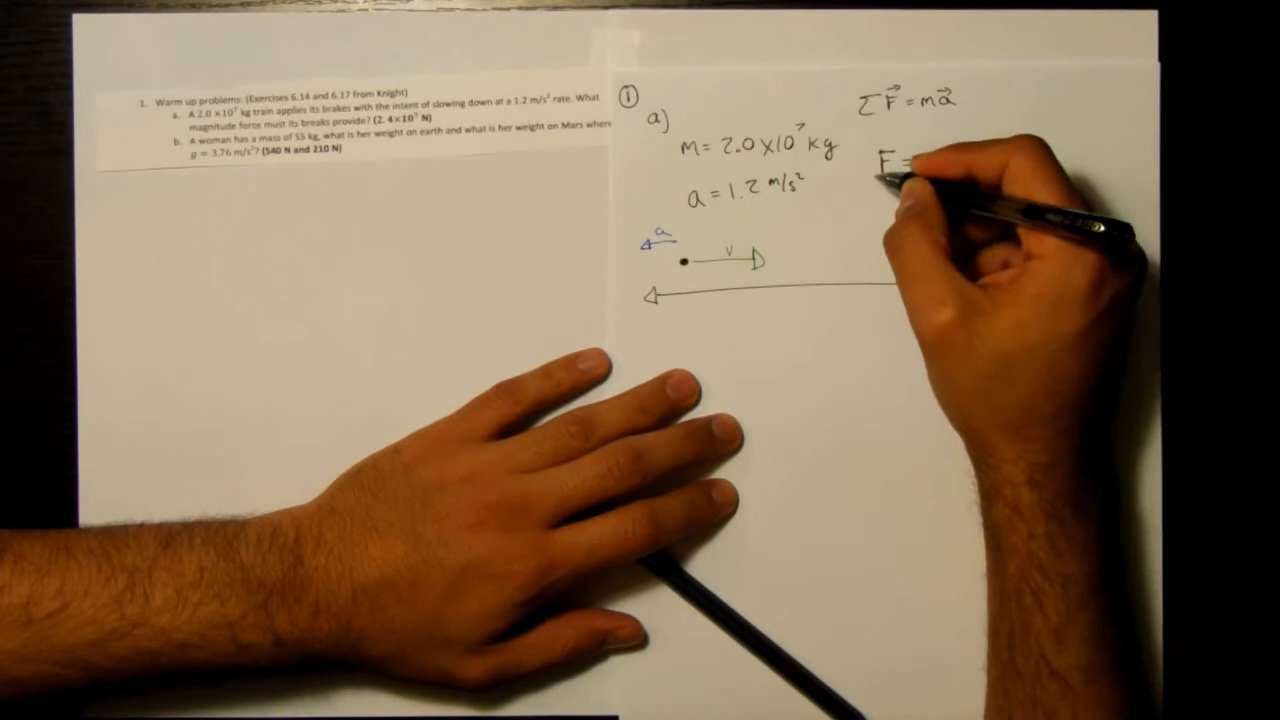 1. Warm up problems: (Exercises 6.14 and 6.17 from Knight)
a. A 2.0 ×10⁷ kg train applies its brakes with the intent of slowing down at a 1.2 m/s² rate. What
magnitude force must its breaks provide? (2.4×10⁷ N)
b. A woman has a mass of 55 kg, what is her weight on earth and what is her weight on Mars where
g = 3.76 m/s²? (540 N and 210 N)
①
a)
m = 2.0 × 10⁷ kg
a = 1.2 m/s²
a
v
ΣF⃗ = ma⃗
F =